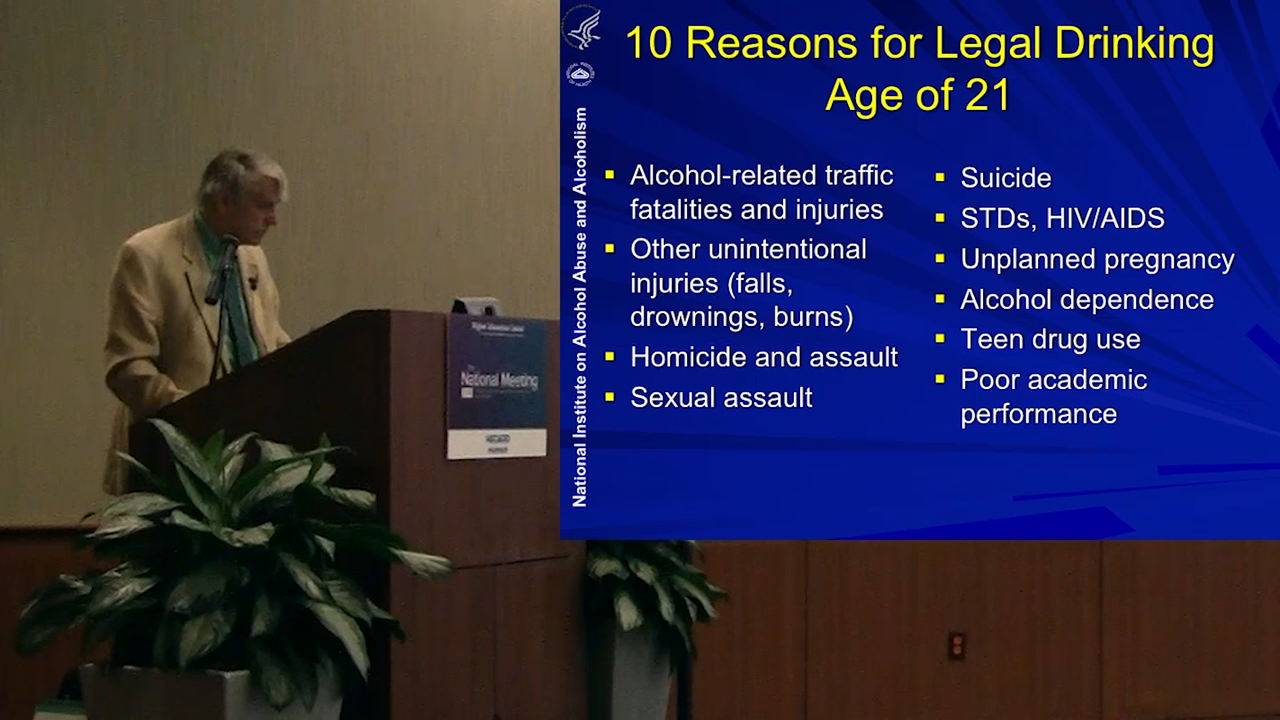 10 Reasons for Legal Drinking
Age of 21
National Institute on Alcohol Abuse and Alcoholism
Alcohol-related traffic
fatalities and injuries
Other unintentional
injuries (falls,
drownings, burns)
Homicide and assault
Sexual assault
Suicide
STDs, HIV/AIDS
Unplanned pregnancy
Alcohol dependence
Teen drug use
Poor academic
performance
The
National Meeting